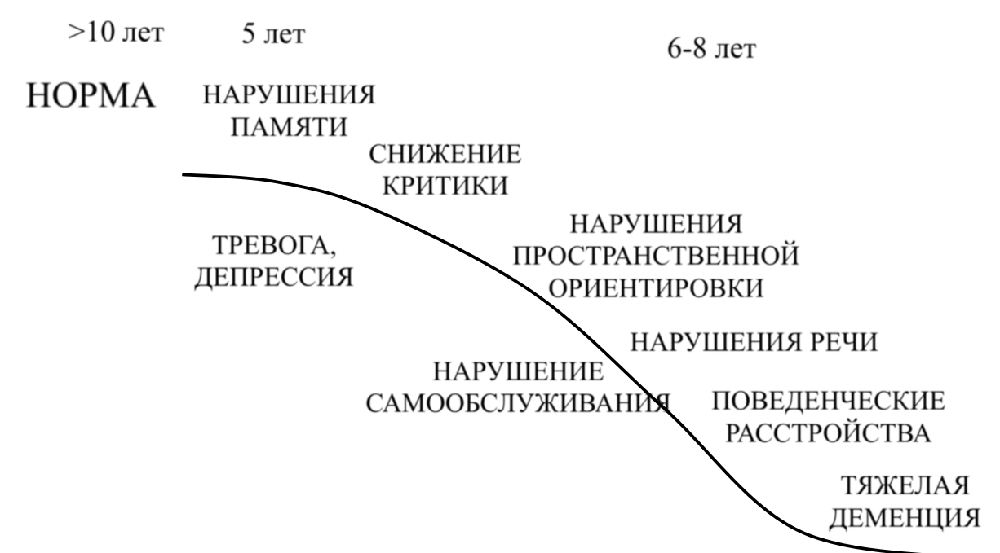 >10 лет
5 лет
6-8 лет
НОРМА
НАРУШЕНИЯ
ПАМЯТИ
СНИЖЕНИЕ
КРИТИКИ
НАРУШЕНИЯ
ПРОСТРАНСТВЕННОЙ
ОРИЕНТИРОВКИ
ТРЕВОГА,
ДЕПРЕССИЯ
НАРУШЕНИЯ РЕЧИ
НАРУШЕНИЕ
САМООБСЛУЖИВАНИЯ
ПОВЕДЕНЧЕСКИЕ
РАССТРОЙСТВА
ТЯЖЕЛАЯ
ДЕМЕНЦИЯ